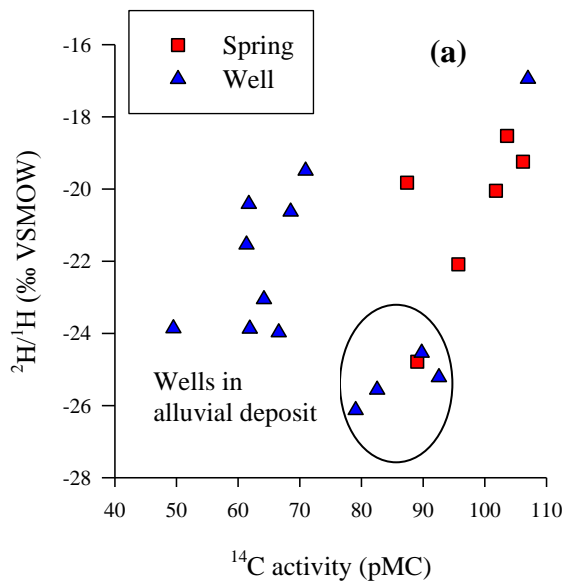 Spring
Well
(a)
-16
-18
-20
-22
-24
-26
-28
²H/¹H (‰ VSMOW)
Wells in
alluvial deposit
40 50 60 70 80 90 100 110
¹⁴C activity (pMC)